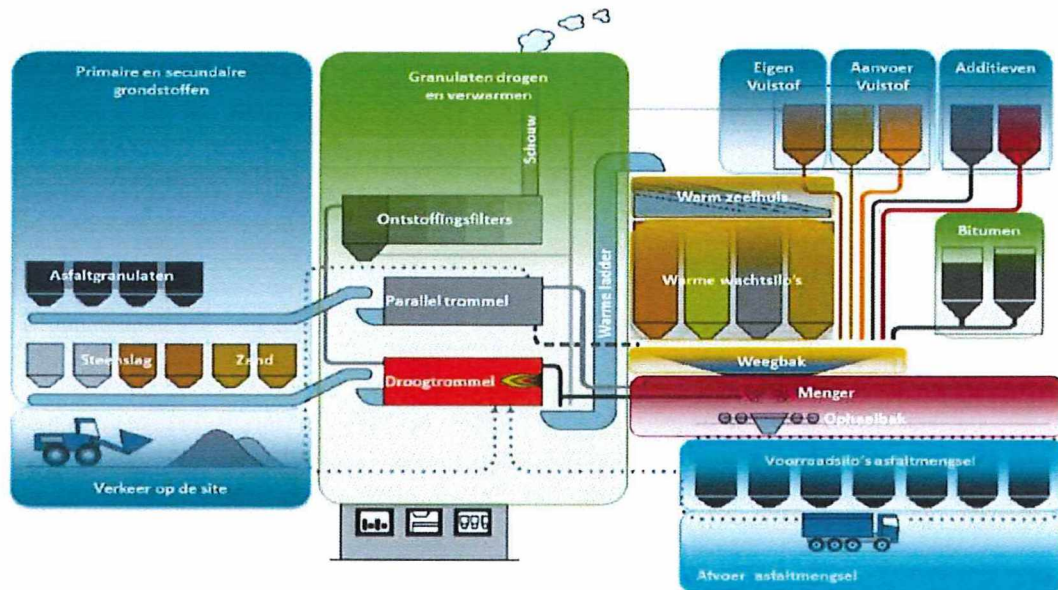 Primaire en secundaire
grondstoffen
Asfaltgranulaten
Steenslag
Zand
Verkeer op de site
Granulaten drogen
en verwarmen
Schouw
Ontstoffingsfilters
Parallel trommel
Droogtrommel
Warme ladder
Eigen
Vulstof
Aanvoer
Vulstof
Additieven
Warm zeefhuis
Warme wachtsilo's
Bitumen
Weegbak
Menger
Ophaalbak
Voorraadsilo's asfaltmengsel
Afvoer asfaltmengsel